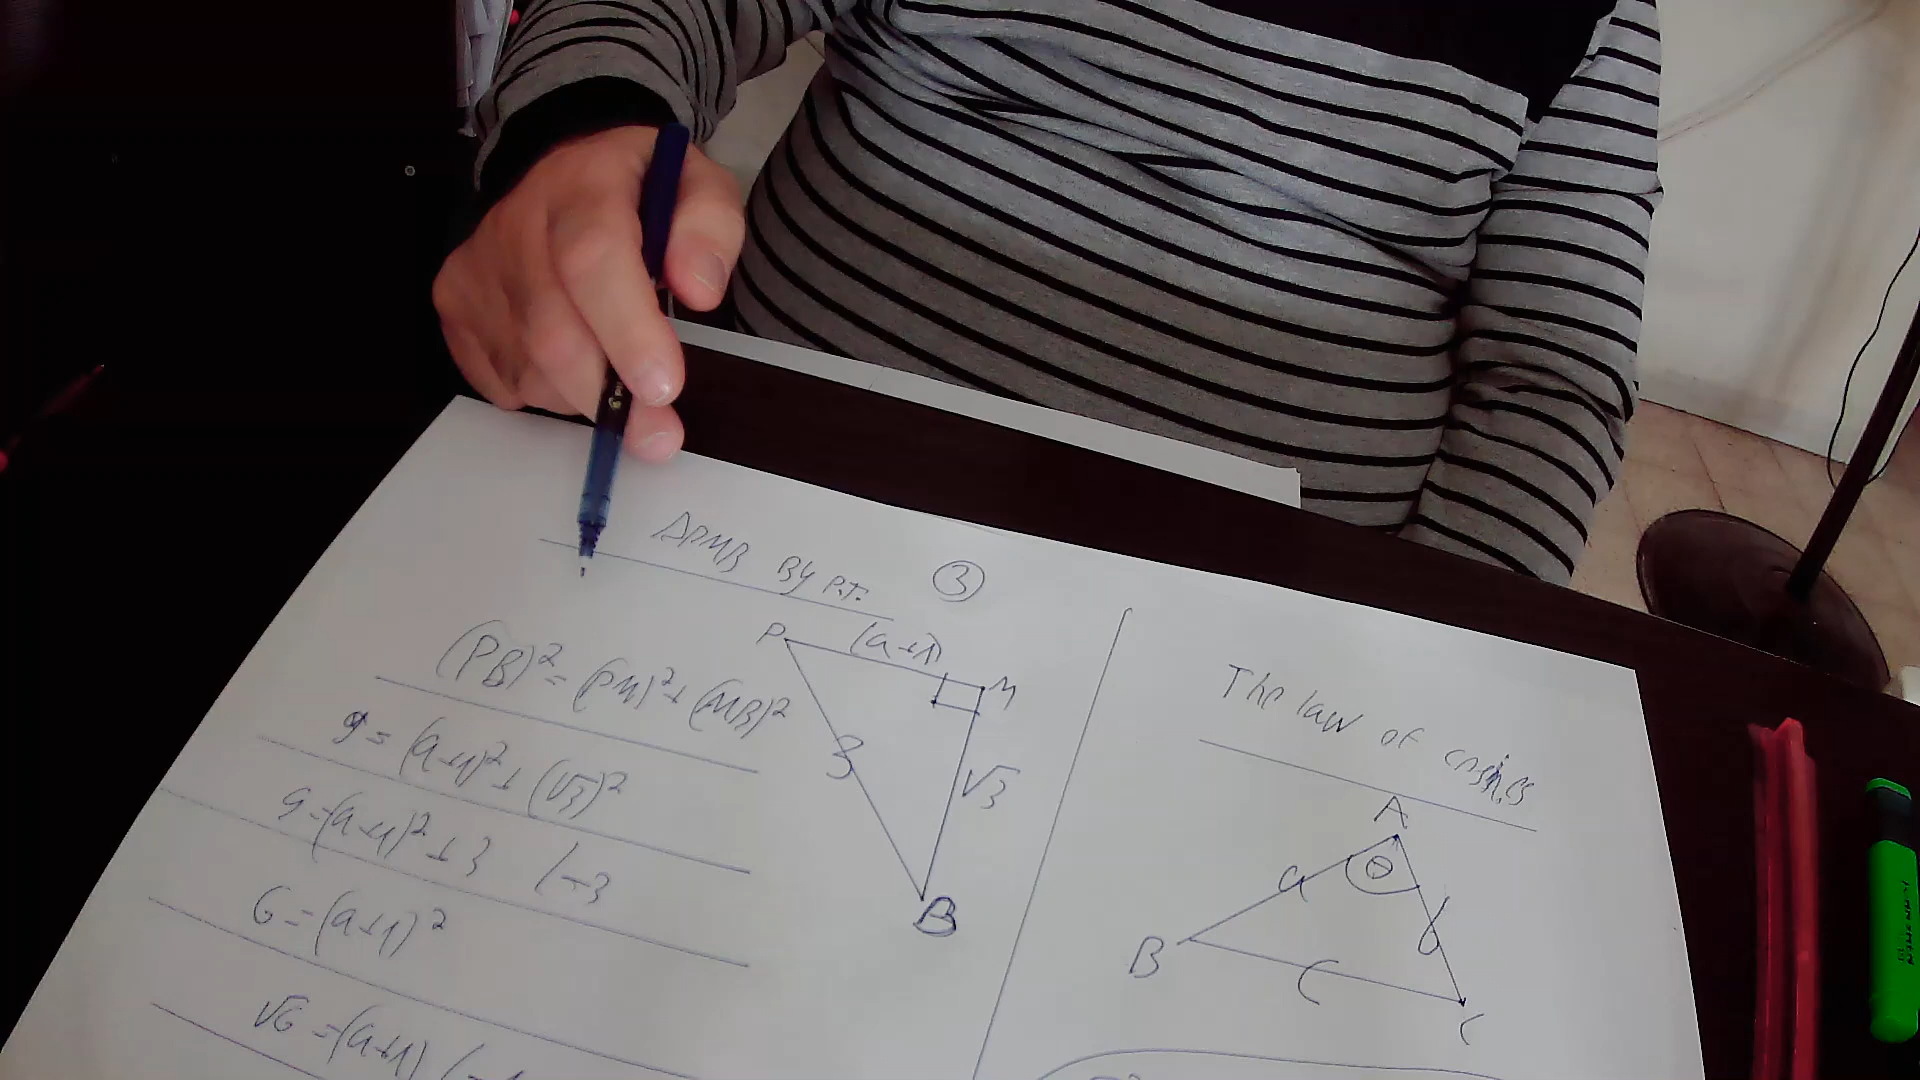 ΔPMB By P.T.
③
P
(a+1)
M
3
√3
B
(PB)² = (PM)² + (MB)²
9 = (a+1)² + (√3)²
9 = (a+1)² + 3 /-3
6 = (a+1)²
√6 = (a+1)
The law of cosines
A
θ
a
b
B
c
C